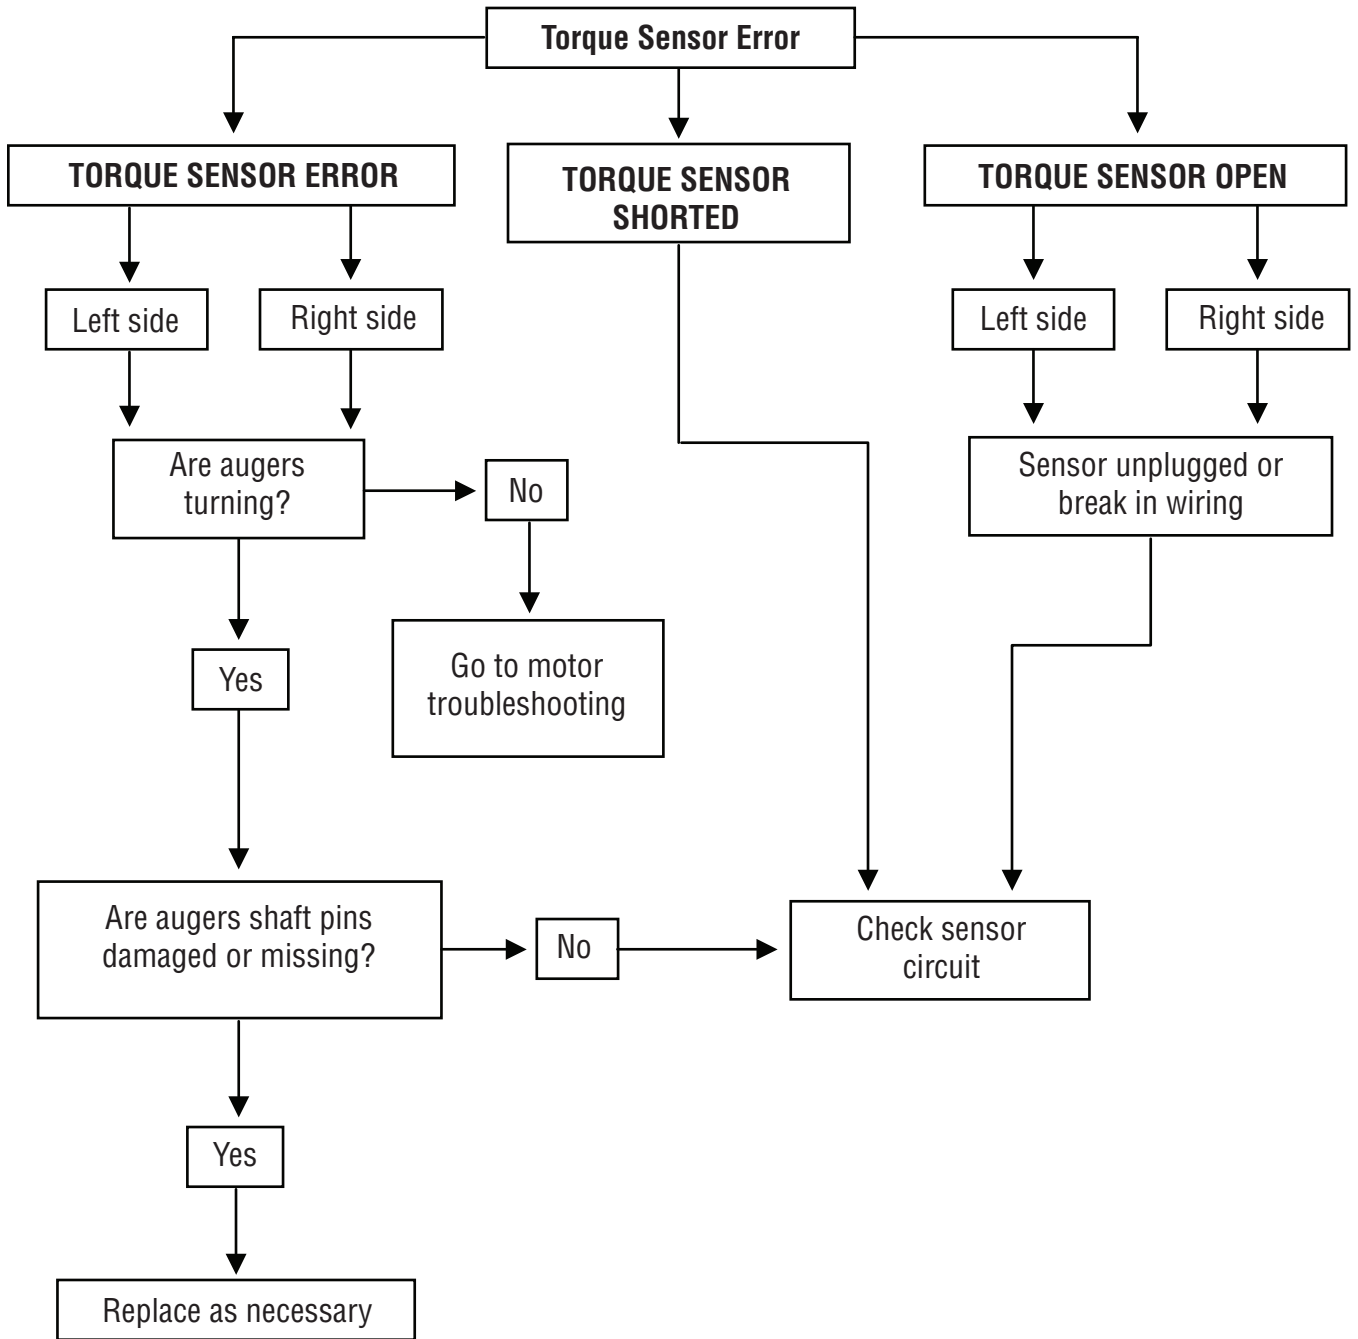 Torque Sensor Error
TORQUE SENSOR ERROR
TORQUE SENSOR
SHORTED
TORQUE SENSOR OPEN
Left side
Right side
Left side
Right side
Are augers
turning?
No
Sensor unplugged or
break in wiring
Yes
Go to motor
troubleshooting
Are augers shaft pins
damaged or missing?
No
Check sensor
circuit
Yes
Replace as necessary